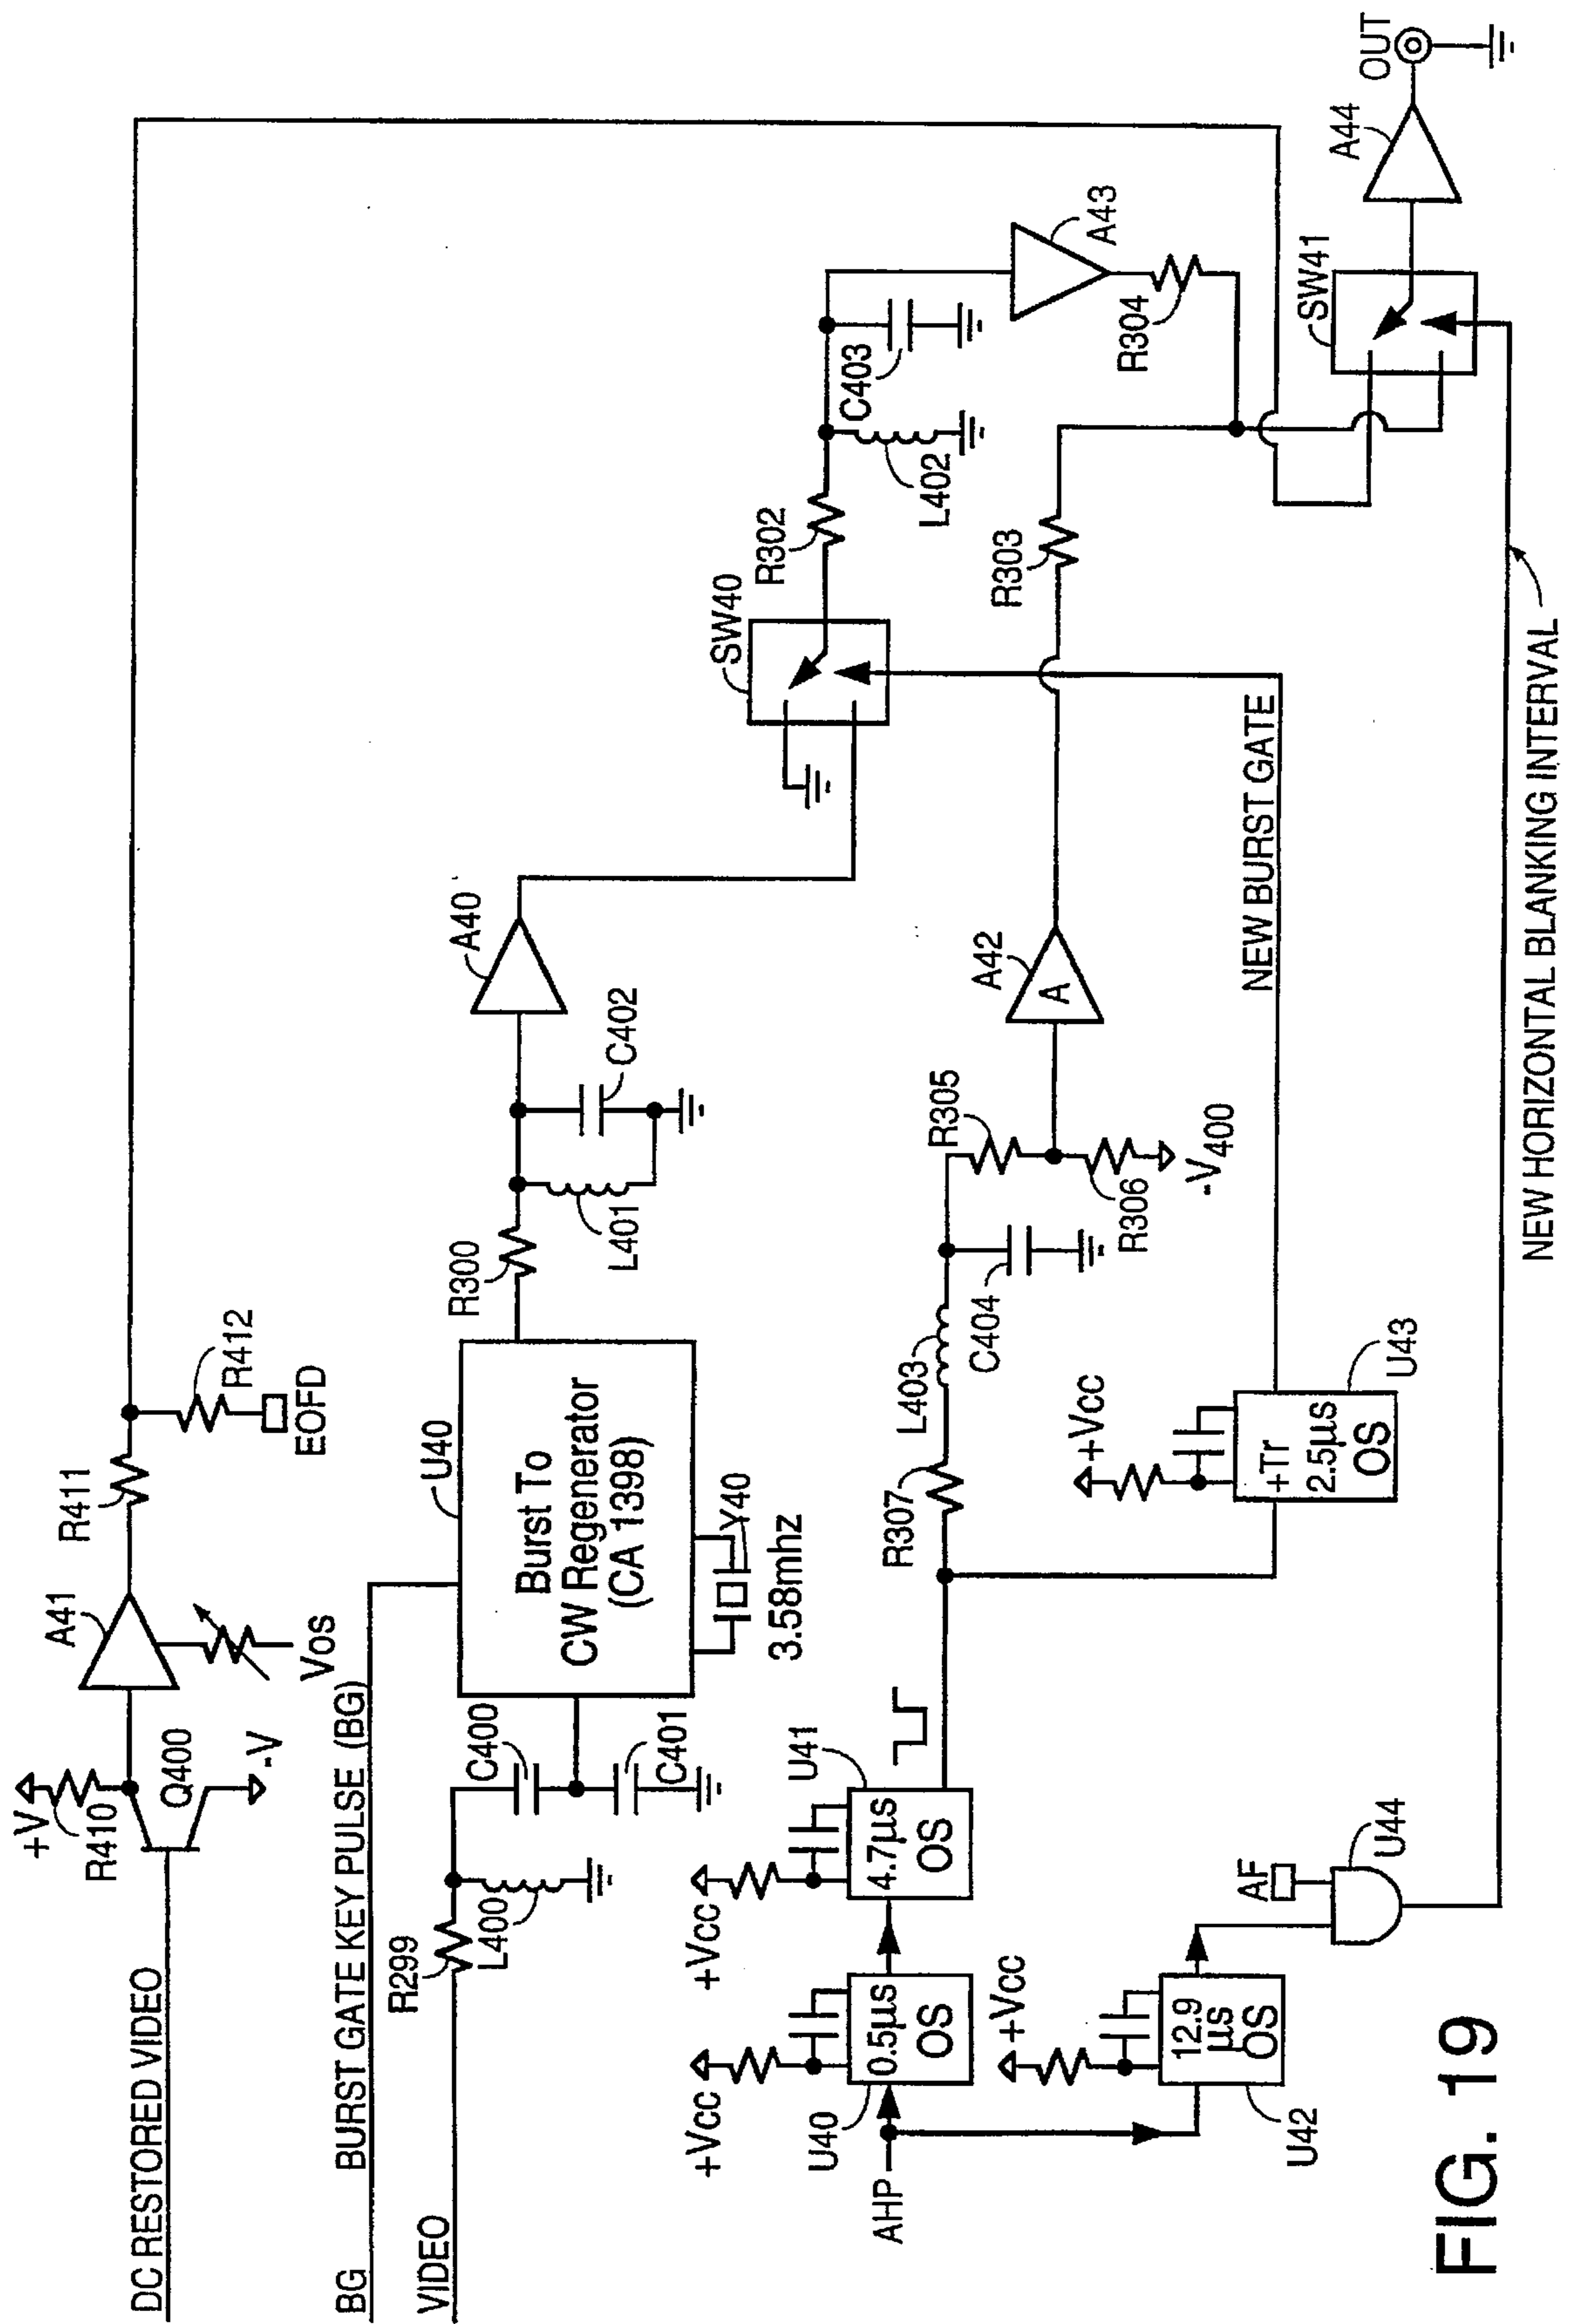 DC RESTORED VIDEO
+V
R410
Q400
-V
A41
VOS
R411
R412
EOFD
BG
BURST GATE KEY PULSE (BG)
VIDEO
R299
L400
C400
C401
U40
Burst To
CW Regenerator
(CA 1398)
Y40
3.58mhz
R300
L401
C402
A40
SW40
R302
L402
C403
A43
R304
AHP
U40
+Vcc
0.5µs
OS
+Vcc
U41
4.7µs
OS
R307
L403
C404
R305
R306
-V400
A42
A
R303
+Vcc
+Tr
2.5µs
OS
U43
NEW BURST GATE
+Vcc
12.9
µs
OS
U42
AF
U44
NEW HORIZONTAL BLANKING INTERVAL
SW41
A44
OUT
FIG. 19